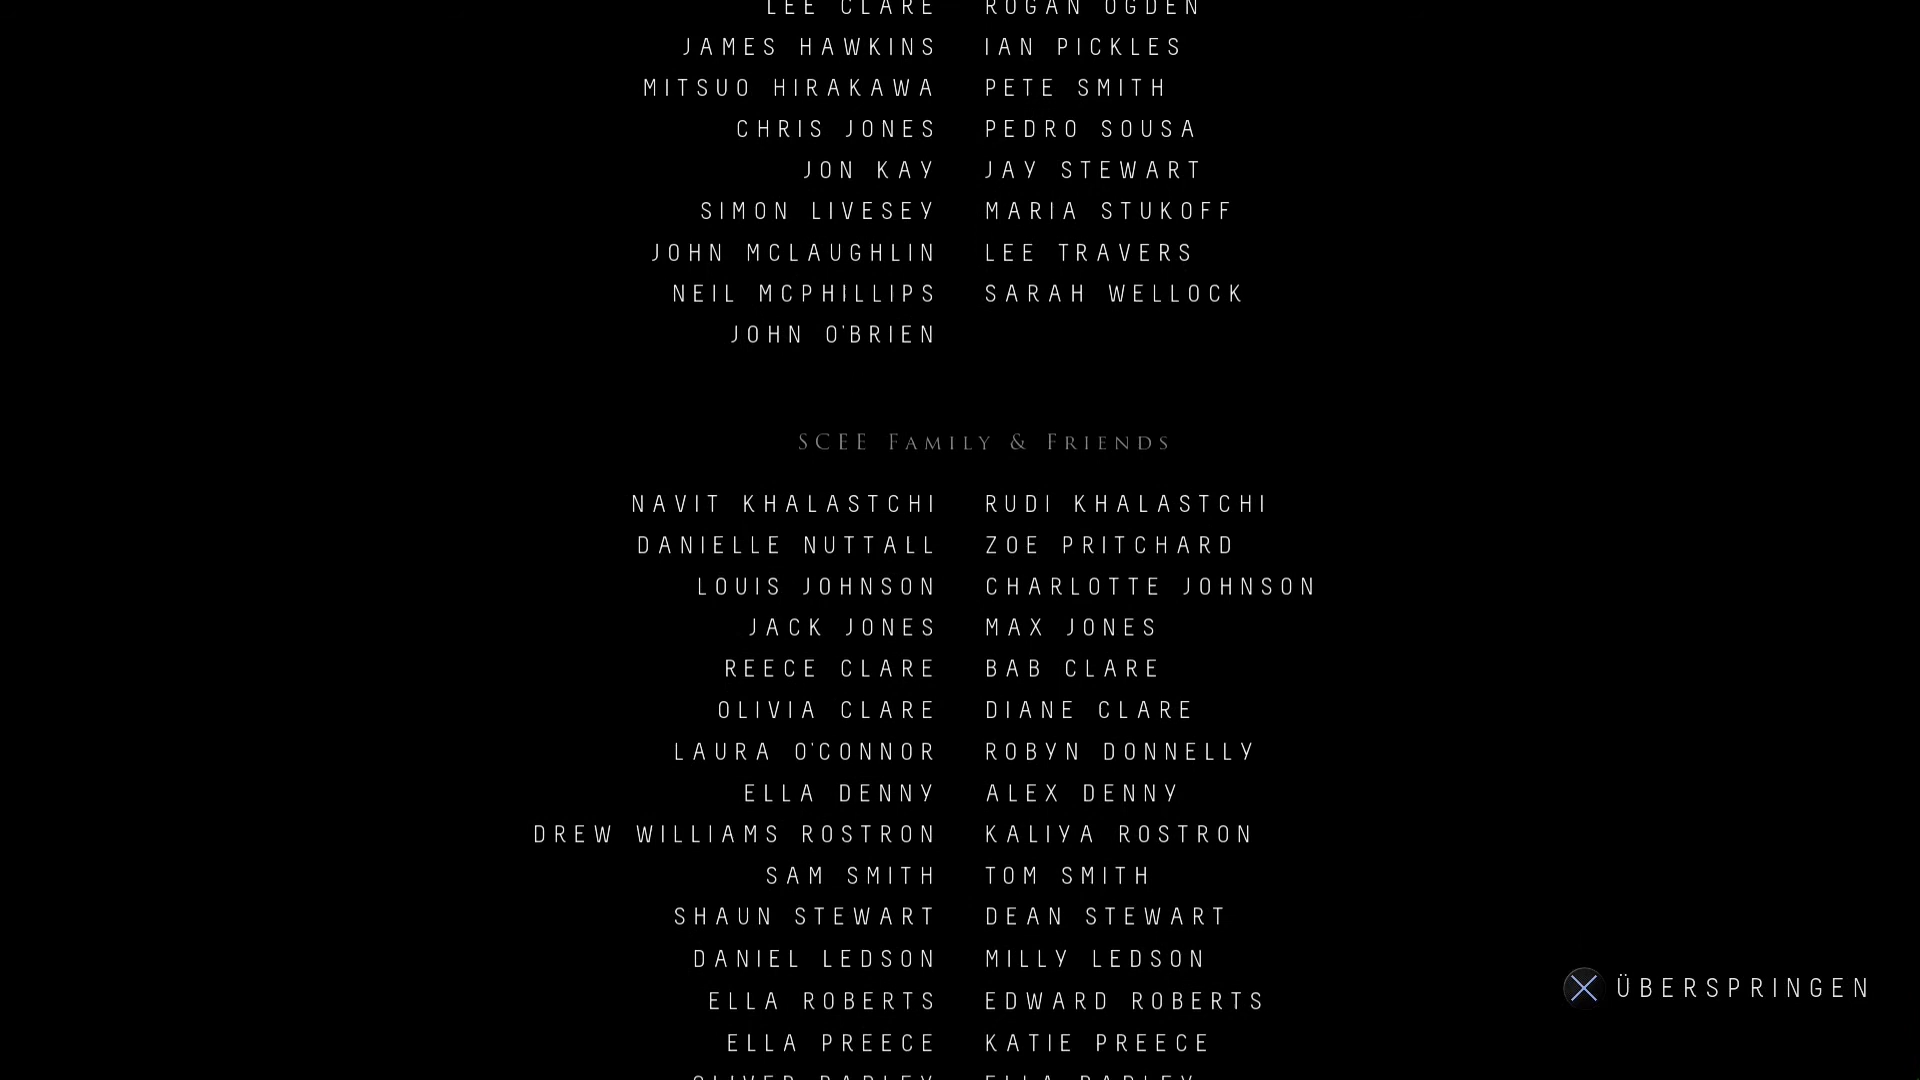 LEE CLARE ROGAN OGDEN
JAMES HAWKINS IAN PICKLES
MITSUO HIRAKAWA PETE SMITH
CHRIS JONES PEDRO SOUSA
JON KAY JAY STEWART
SIMON LIVESEY MARIA STUKOFF
JOHN MCLAUGHLIN LEE TRAVERS
NEIL MCPHILLIPS SARAH WELLOCK
JOHN O'BRIEN
SCEE FAMILY & FRIENDS
NAVIT KHALASTCHI RUDI KHALASTCHI
DANIELLE NUTTALL ZOE PRITCHARD
LOUIS JOHNSON CHARLOTTE JOHNSON
JACK JONES MAX JONES
REECE CLARE BAB CLARE
OLIVIA CLARE DIANE CLARE
LAURA O'CONNOR ROBYN DONNELLY
ELLA DENNY ALEX DENNY
DREW WILLIAMS ROSTRON KALIYA ROSTRON
SAM SMITH TOM SMITH
SHAUN STEWART DEAN STEWART
DANIEL LEDSON MILLY LEDSON
ELLA ROBERTS EDWARD ROBERTS
ELLA PREECE KATIE PREECE
ÜBERSPRINGEN